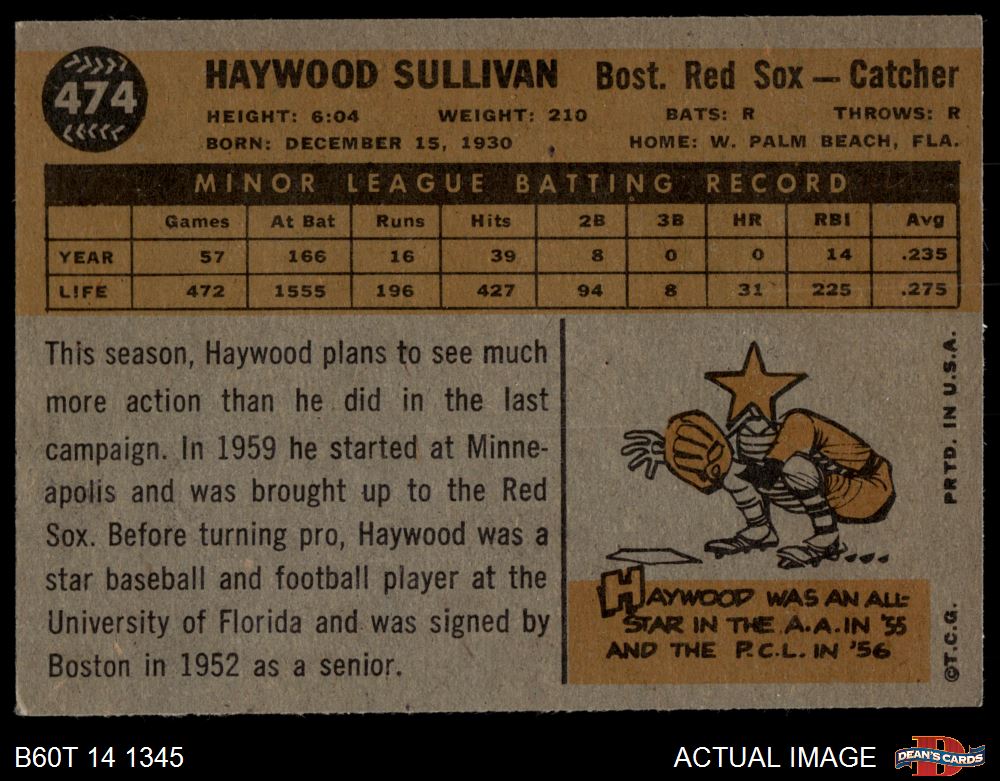 474
HAYWOOD SULLIVAN Bost. Red Sox — Catcher
HEIGHT: 6:04 WEIGHT: 210 BATS: R THROWS: R
BORN: DECEMBER 15, 1930 HOME: W. PALM BEACH, FLA.
MINOR LEAGUE BATTING RECORD
Games At Bat Runs Hits 2B 3B HR RBI Avg
YEAR 57 166 16 39 8 0 0 14 .235
LIFE 472 1555 196 427 94 8 31 225 .275
This season, Haywood plans to see much
more action than he did in the last
campaign. In 1959 he started at Minne-
apolis and was brought up to the Red
Sox. Before turning pro, Haywood was a
star baseball and football player at the
University of Florida and was signed by
Boston in 1952 as a senior.
HAYWOOD WAS AN ALL-
STAR IN THE A.A. IN '55
AND THE P.C.L. IN '56
©T.C.G. PRTD. IN U.S.A.
B60T 14 1345 ACTUAL IMAGE
D
DEAN'S CARDS